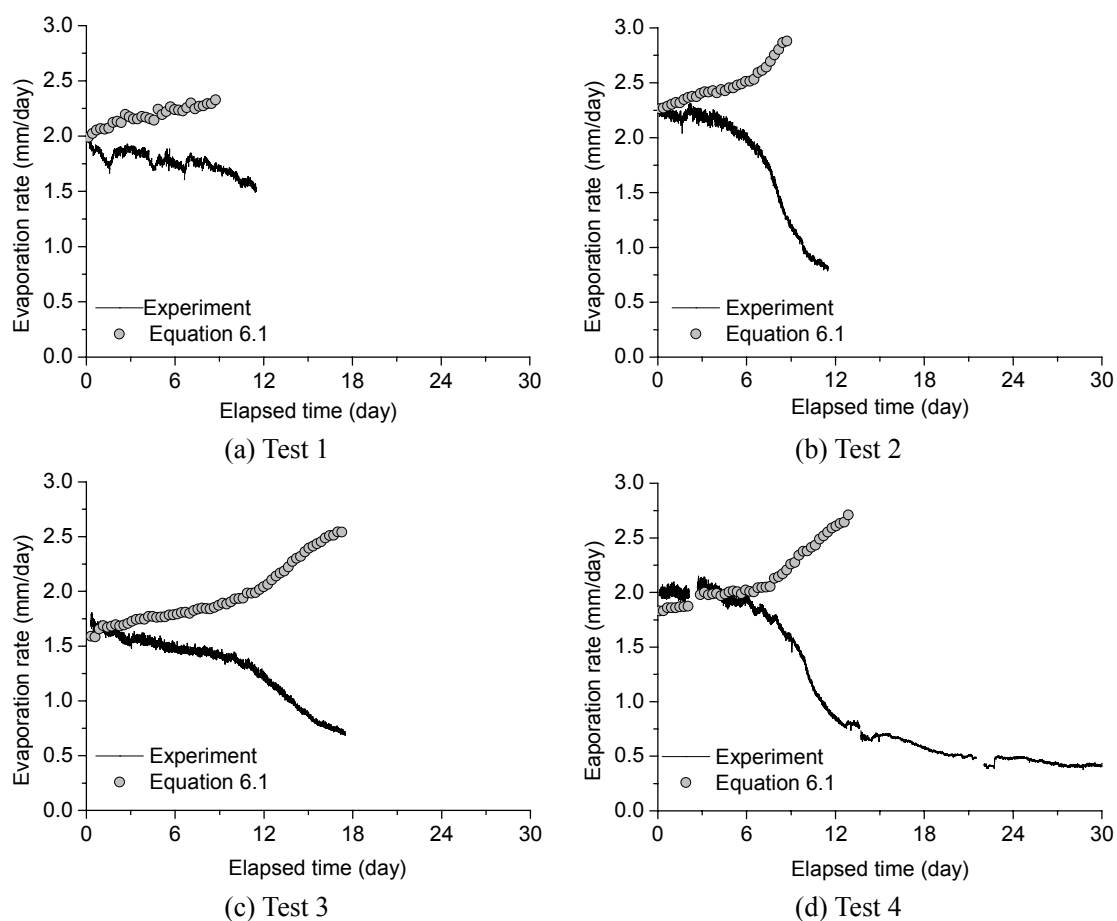 3.0
2.5
2.0
1.5
1.0
0.5
0.0
Evaporation rate (mm/day)
Experiment
Equation 6.1
0 6 12 18 24 30
Elapsed time (day)
(a) Test 1
3.0
2.5
2.0
1.5
1.0
0.5
0.0
Evaporation rate (mm/day)
Experiment
Equation 6.1
0 6 12 18 24 30
Elapsed time (day)
(b) Test 2
3.0
2.5
2.0
1.5
1.0
0.5
0.0
Evaporation rate (mm/day)
Experiment
Equation 6.1
0 6 12 18 24 30
Elapsed time (day)
(c) Test 3
3.0
2.5
2.0
1.5
1.0
0.5
0.0
Eaporation rate (mm/day)
Experiment
Equation 6.1
0 6 12 18 24 30
Elapsed time (day)
(d) Test 4